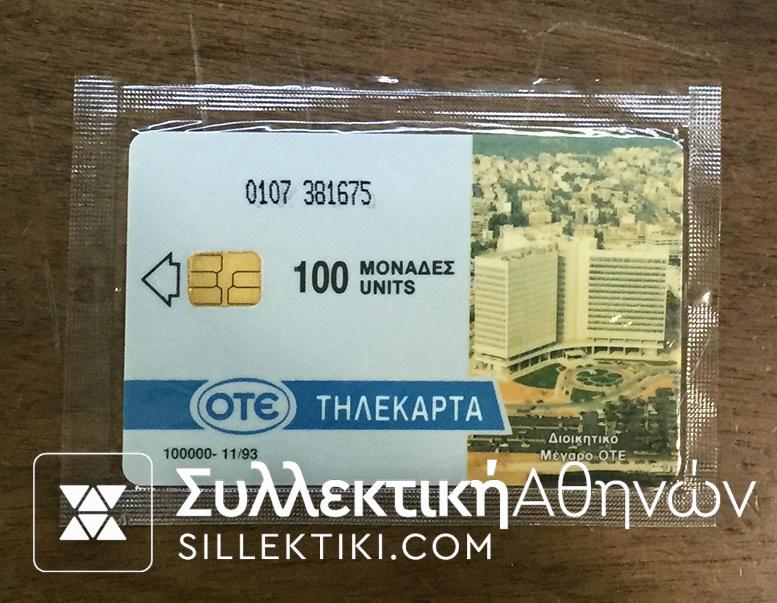 0107 381675
100 ΜΟΝΑΔΕΣ
UNITS
ΟΤΕ ΤΗΛΕΚΑΡΤΑ
100000- 11/93
Διοικητικό
Μέγαρο ΟΤΕ
ΣυλλεκτικήΑθηνών
SILLEKTIKI.COM